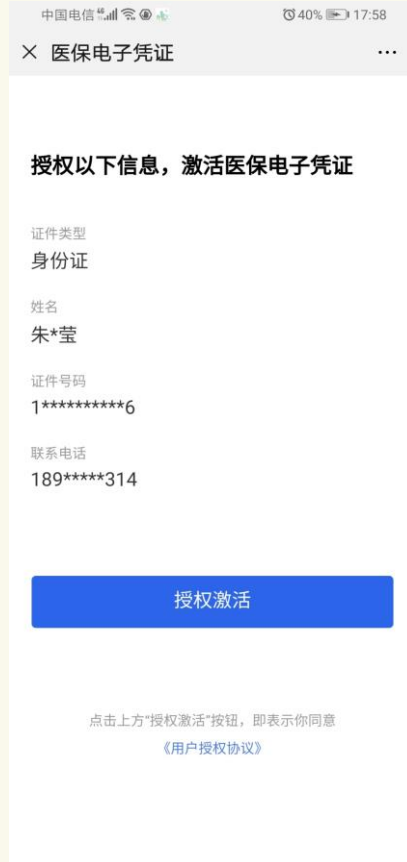 中国电信 40% 17:58
医保电子凭证
授权以下信息，激活医保电子凭证
证件类型
身份证
姓名
朱*莹
证件号码
1**********6
联系电话
189*****314
授权激活
点击上方“授权激活”按钮，即表示你同意
《用户授权协议》